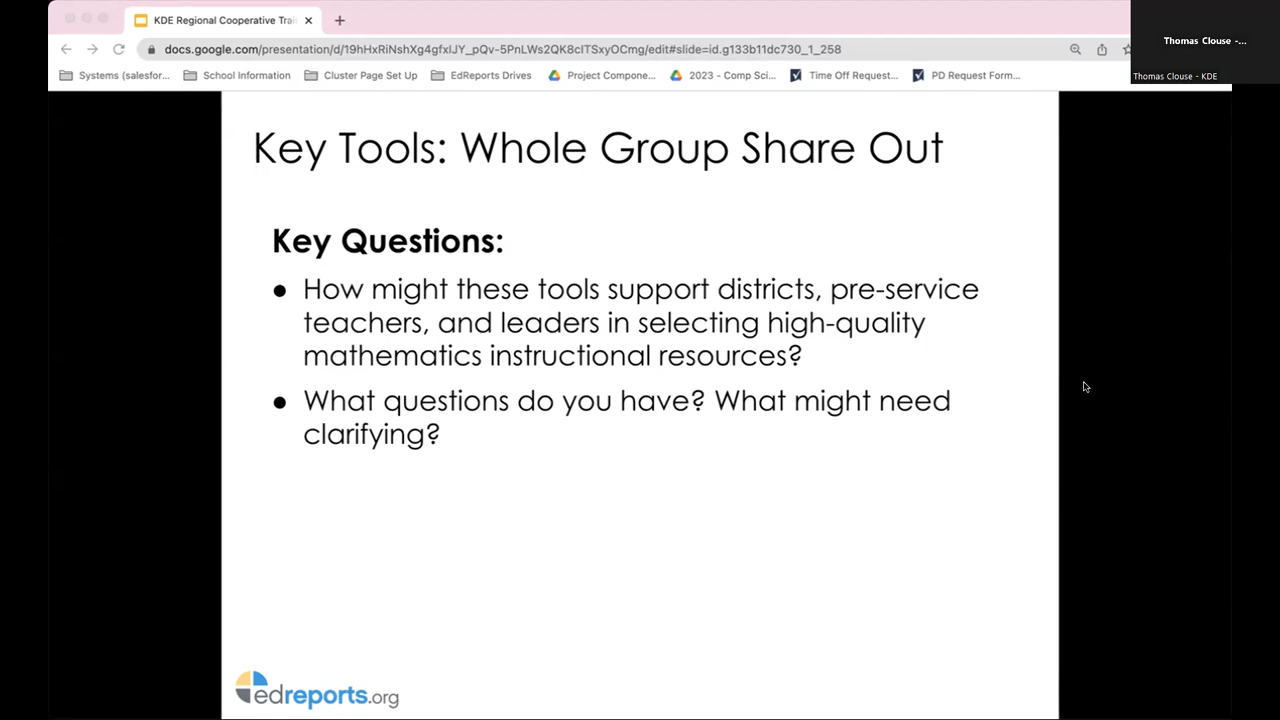 KDE Regional Cooperative Trai
docs.google.com/presentation/d/19hHxRiNshXg4gfxlJY_pQv-5PnLWs2QK8clTSxyOCmg/edit#slide=id.g133b11dc730_1_258
Thomas Clouse -...
Thomas Clouse - KDE
Systems (salesfor... School Information Cluster Page Set Up EdReports Drives Project Compone... 2023 - Comp Sci... Time Off Request... PD Request Form...
Key Tools: Whole Group Share Out
Key Questions:
● How might these tools support districts, pre-service
teachers, and leaders in selecting high-quality
mathematics instructional resources?
● What questions do you have? What might need
clarifying?
edreports.org